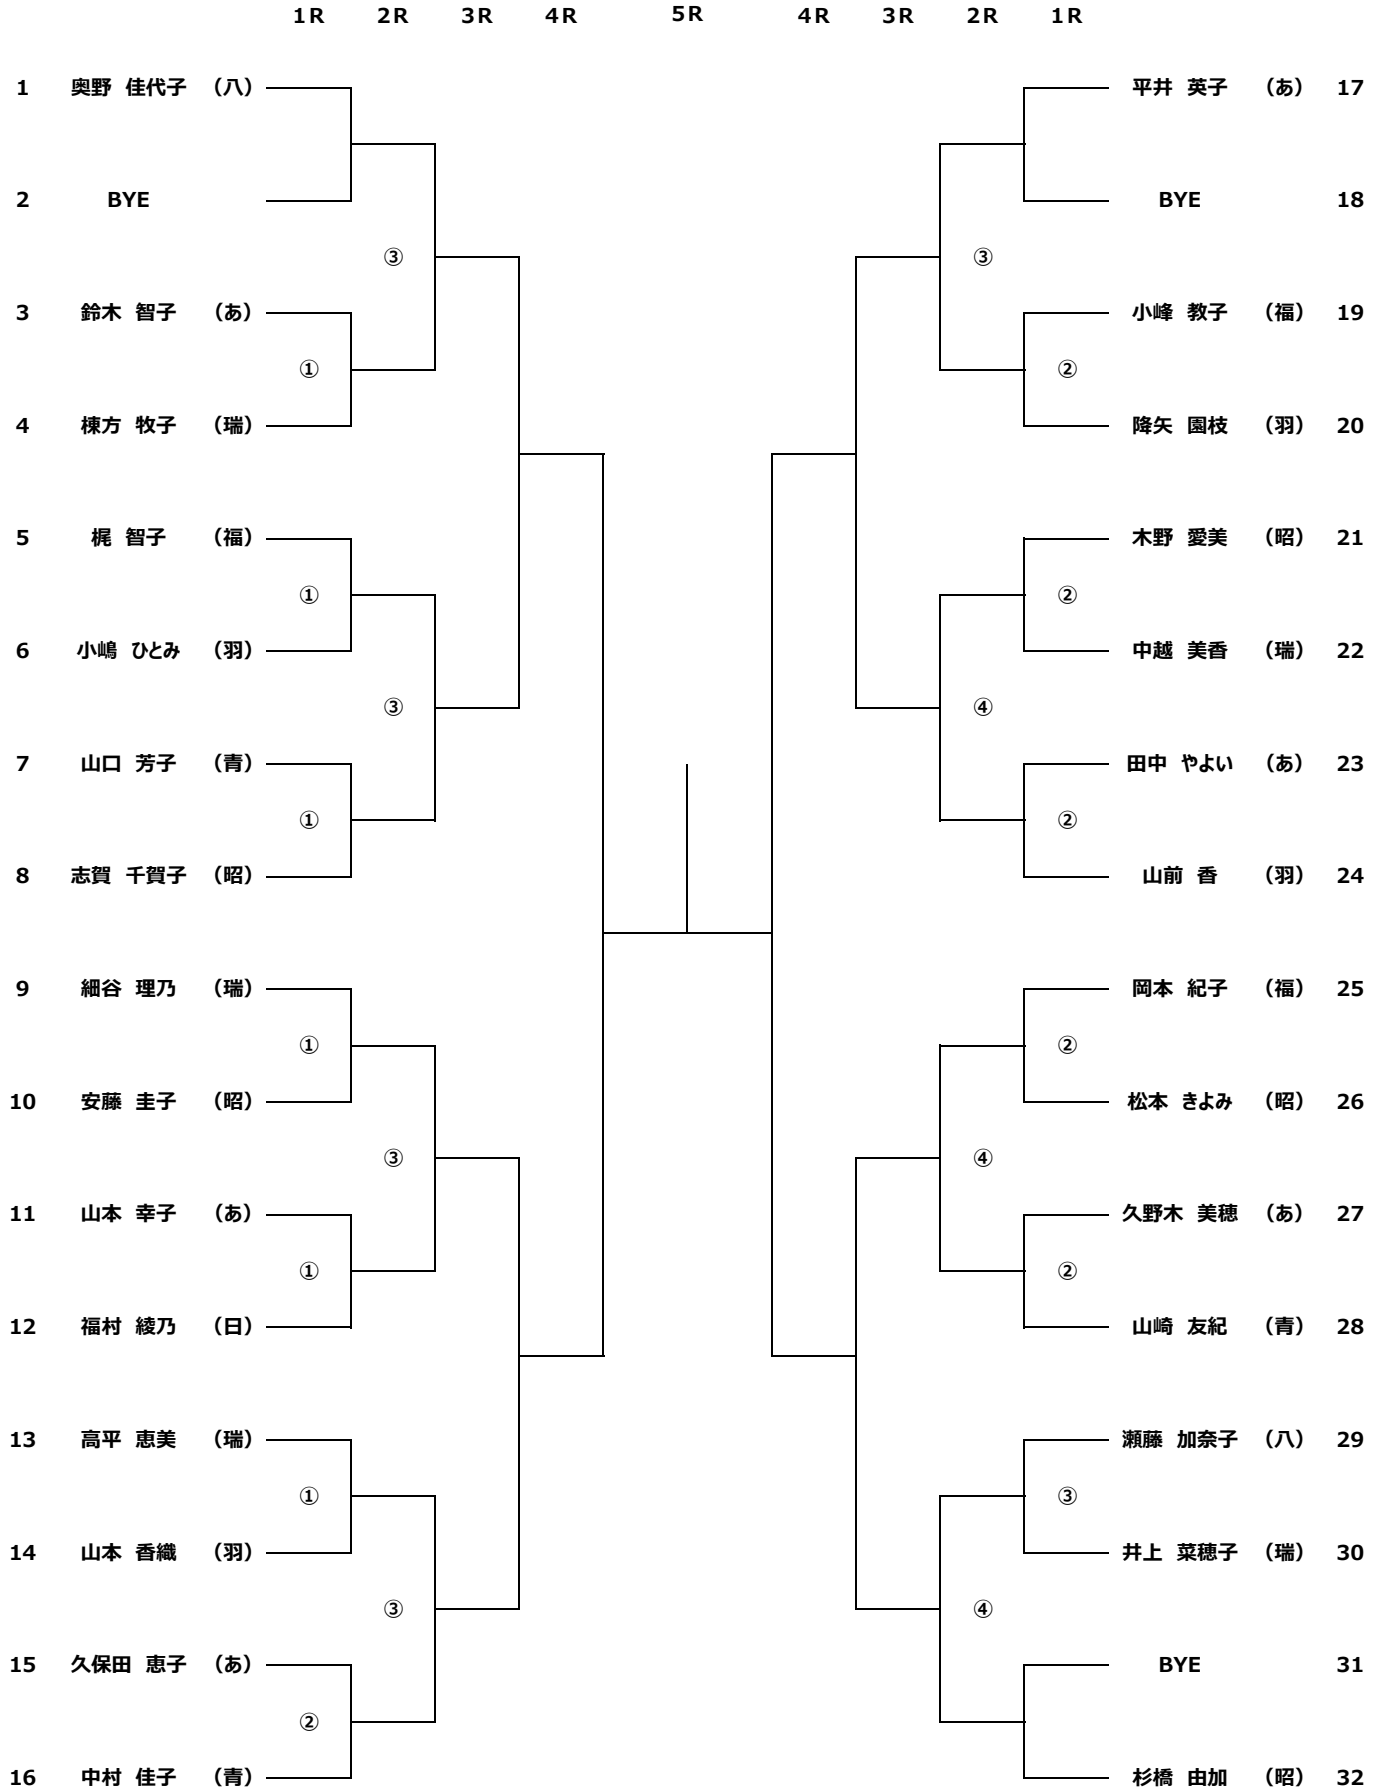 1R 2R 3R 4R 5R 4R 3R 2R 1R
1 奥野 佳代子 （八） 平井 英子 （あ） 17
2 BYE BYE 18
③ ③
3 鈴木 智子 （あ） 小峰 教子 （福） 19
① ②
4 棟方 牧子 （瑞） 降矢 園枝 （羽） 20
5 梶 智子 （福） 木野 愛美 （昭） 21
① ②
6 小嶋 ひとみ （羽） 中越 美香 （瑞） 22
③ ④
7 山口 芳子 （青） 田中 やよい （あ） 23
① ②
8 志賀 千賀子 （昭） 山前 香 （羽） 24
9 細谷 理乃 （瑞） 岡本 紀子 （福） 25
① ②
10 安藤 圭子 （昭） 松本 きよみ （昭） 26
③ ④
11 山本 幸子 （あ） 久野木 美穂 （あ） 27
① ②
12 福村 綾乃 （日） 山崎 友紀 （青） 28
13 高平 恵美 （瑞） 瀬藤 加奈子 （八） 29
① ③
14 山本 香織 （羽） 井上 菜穂子 （瑞） 30
③ ④
15 久保田 恵子 （あ） BYE 31
②
16 中村 佳子 （青） 杉橋 由加 （昭） 32